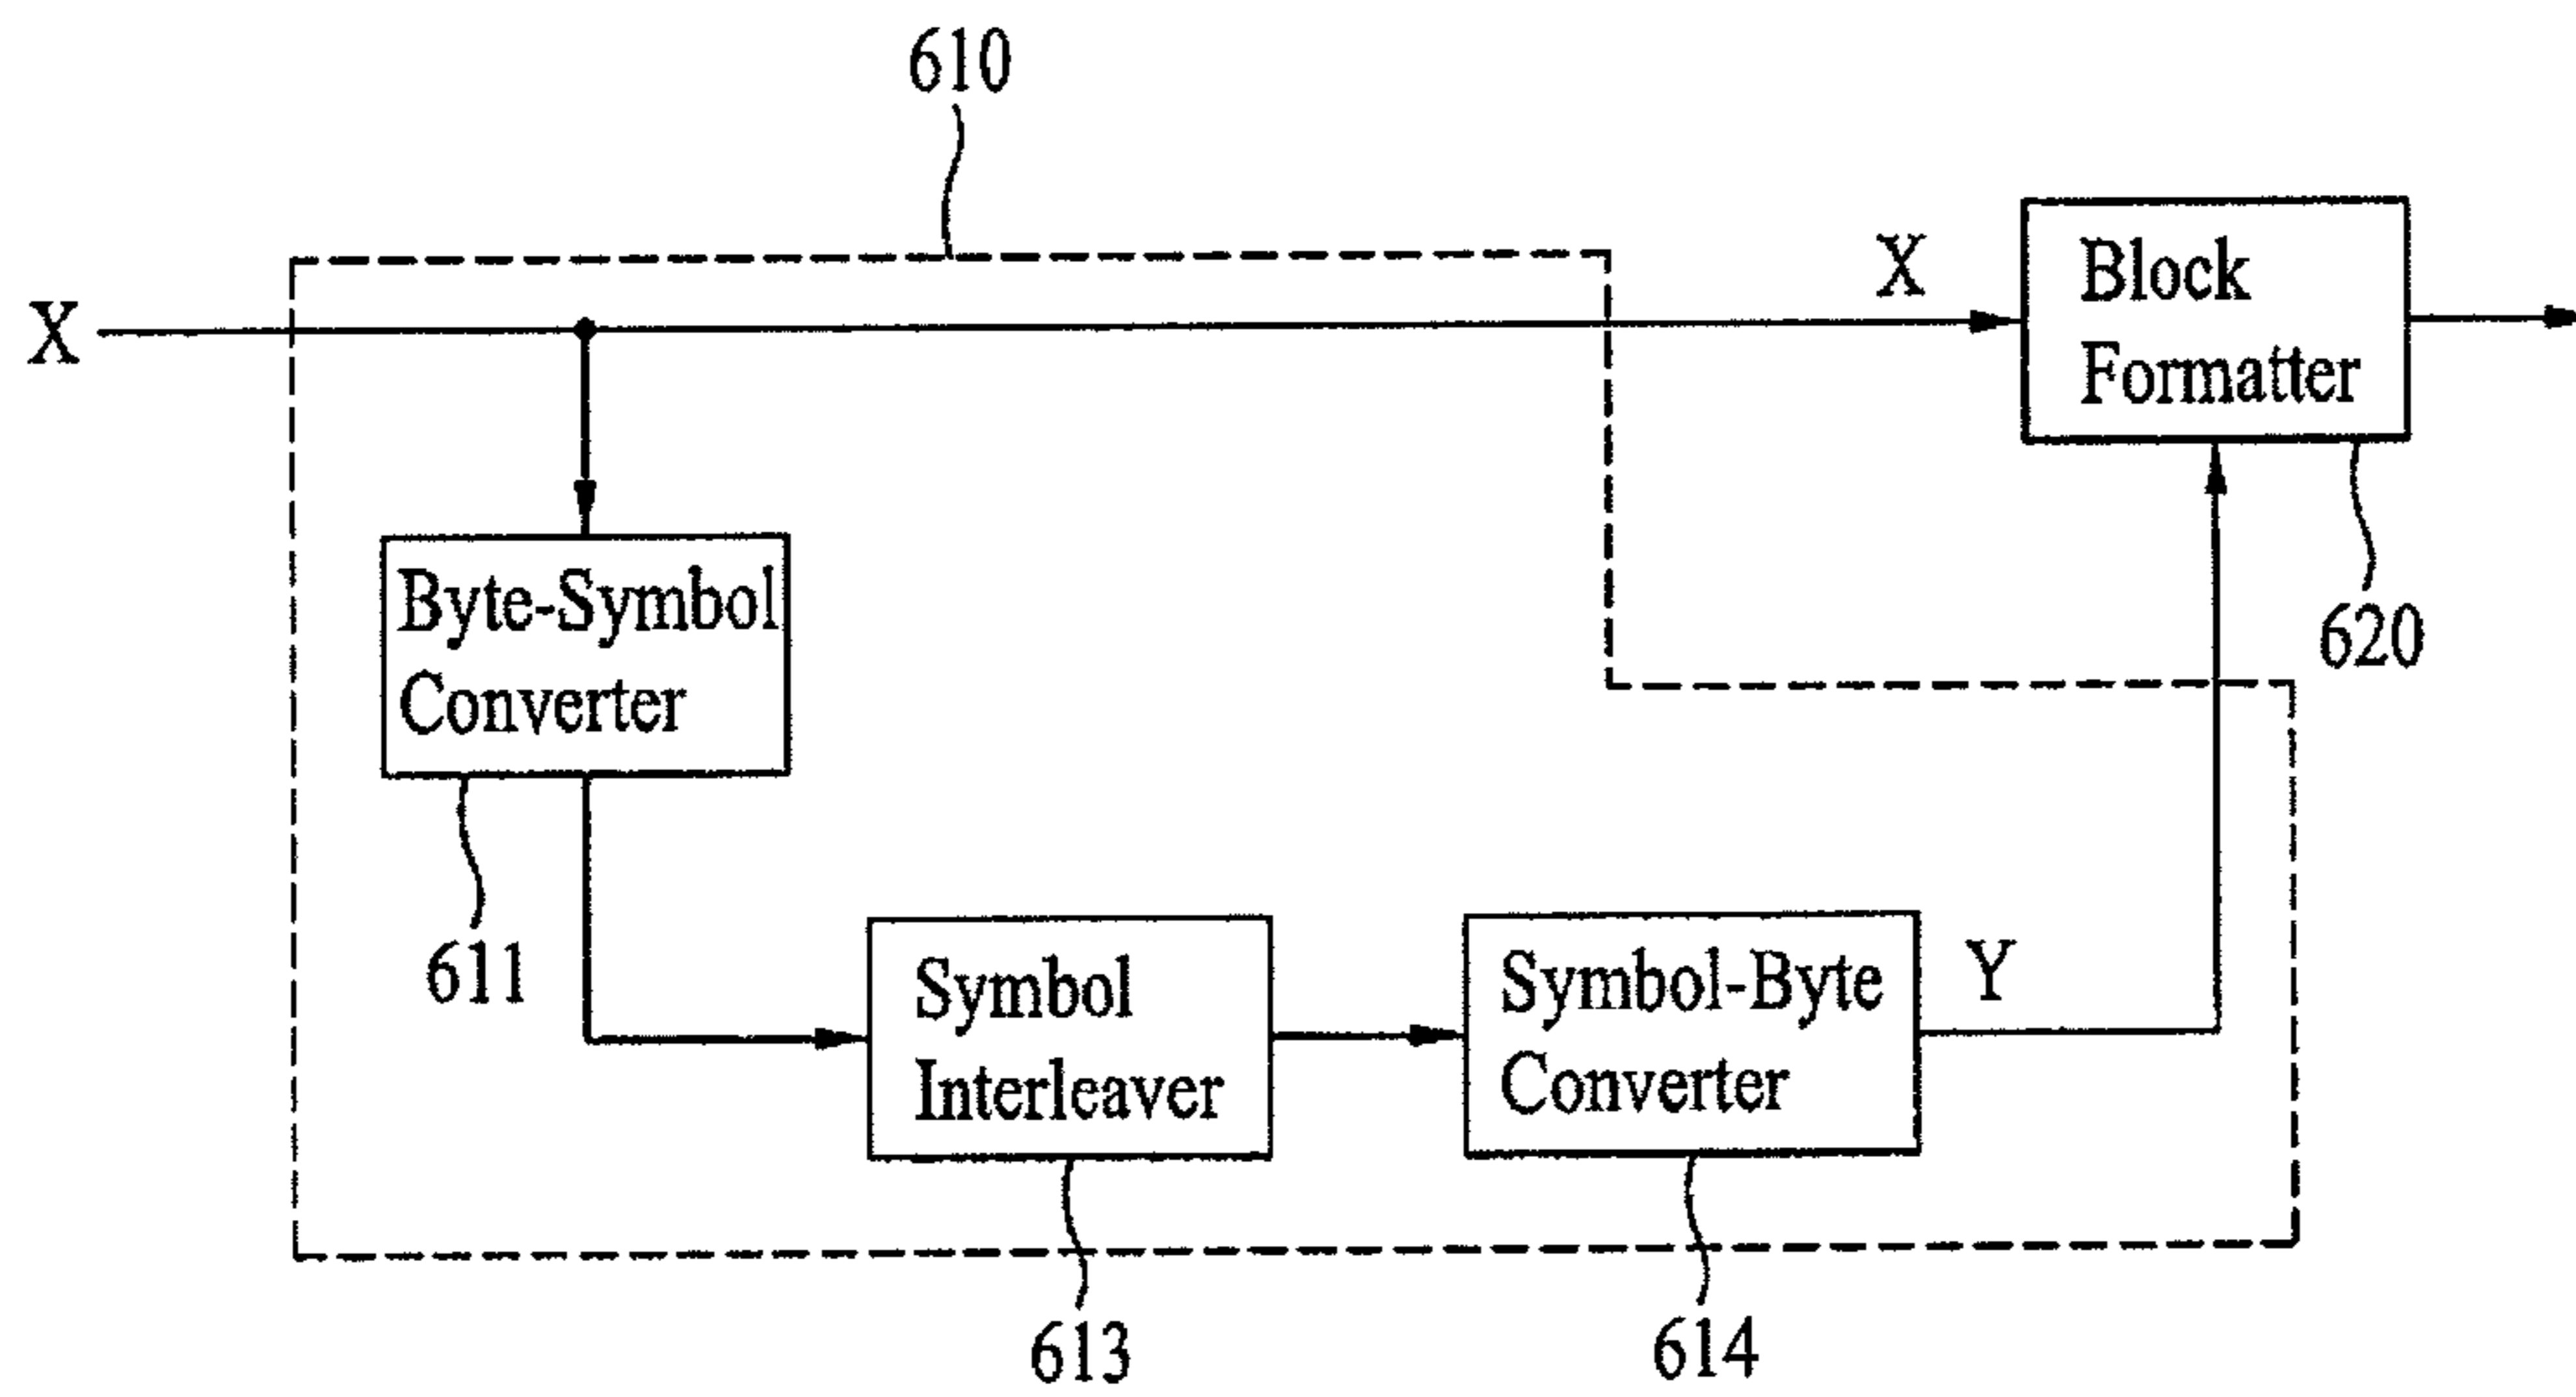 610
X
X
Block
Formatter
620
Byte-Symbol
Converter
611
Symbol
Interleaver
613
Symbol-Byte
Converter
614
Y